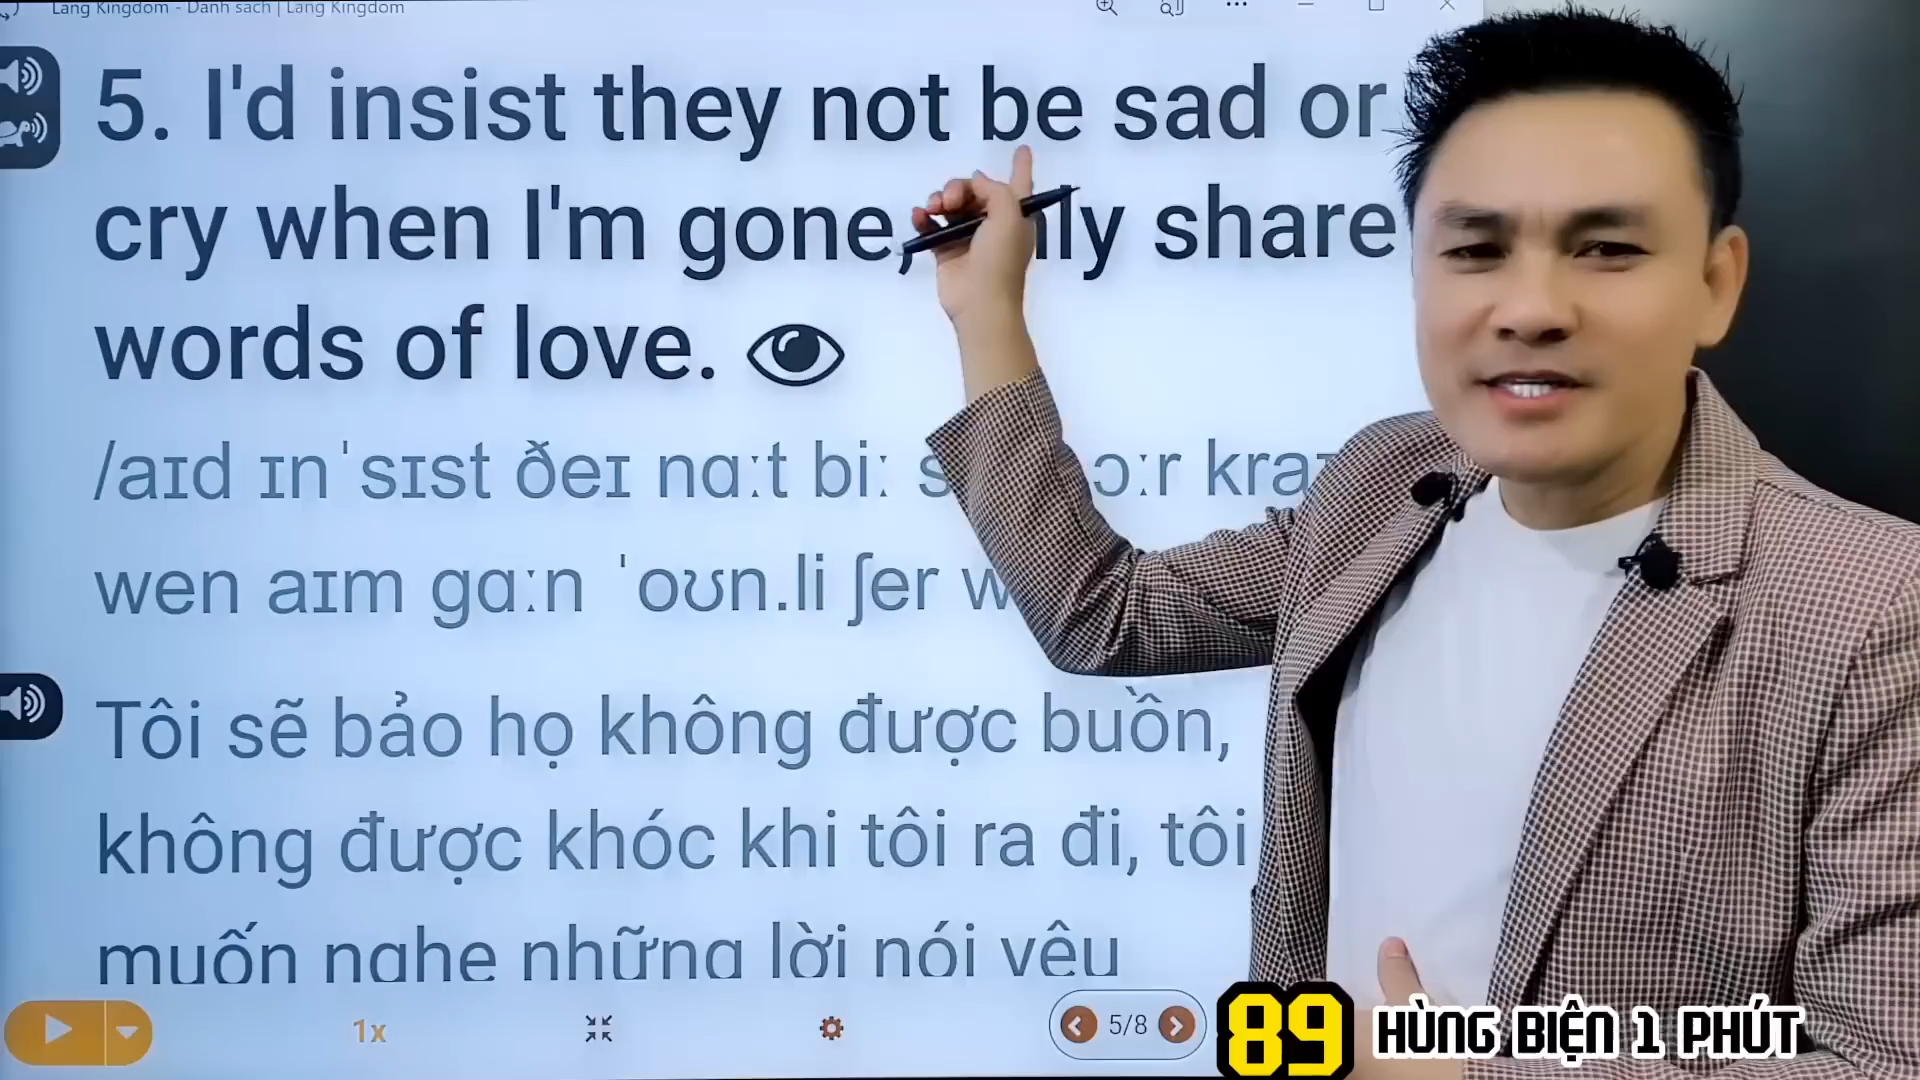 Lang Kingdom - Danh sách | Lang Kingdom
5. I'd insist they not be sad or
cry when I'm gone, share
words of love.
/aɪd ɪnˈsɪst ðeɪ nɑːt biː ɔːr
wen aɪm gɑːn ˈoʊn.li ʃer
Tôi sẽ bảo họ không được buồn,
không được khóc khi tôi ra đi, tôi
muốn nghe những lời nói yêu
1x
5/8
89 HÙNG BIỆN 1 PHÚT